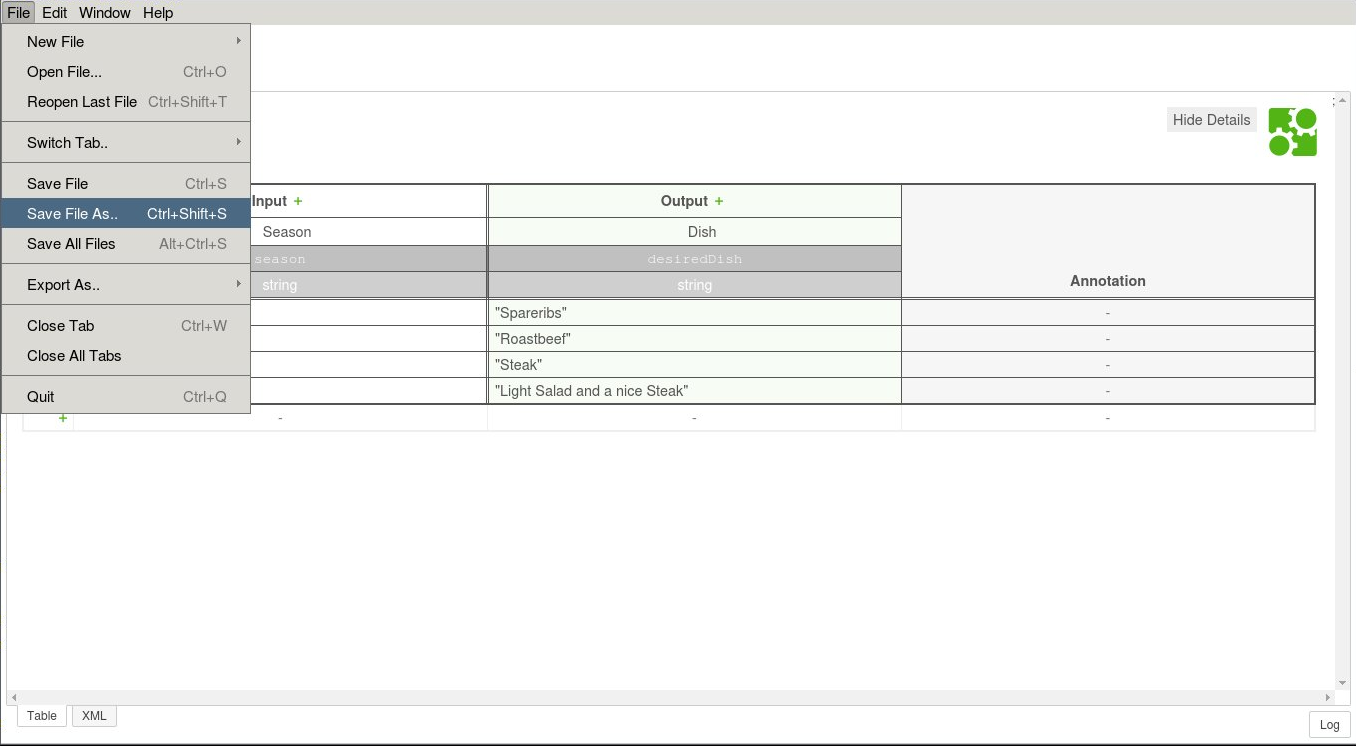 File Edit Window Help
New File
Open File... Ctrl+O
Reopen Last File Ctrl+Shift+T
Switch Tab..
Save File Ctrl+S
Save File As.. Ctrl+Shift+S
Save All Files Alt+Ctrl+S
Export As..
Close Tab Ctrl+W
Close All Tabs
Quit Ctrl+Q
Hide Details
Input + Output +
Season Dish
season desiredDish
string string
Annotation
"Spareribs" -
"Roastbeef" -
"Steak" -
"Light Salad and a nice Steak" -
+ - - -
Table XML
Log